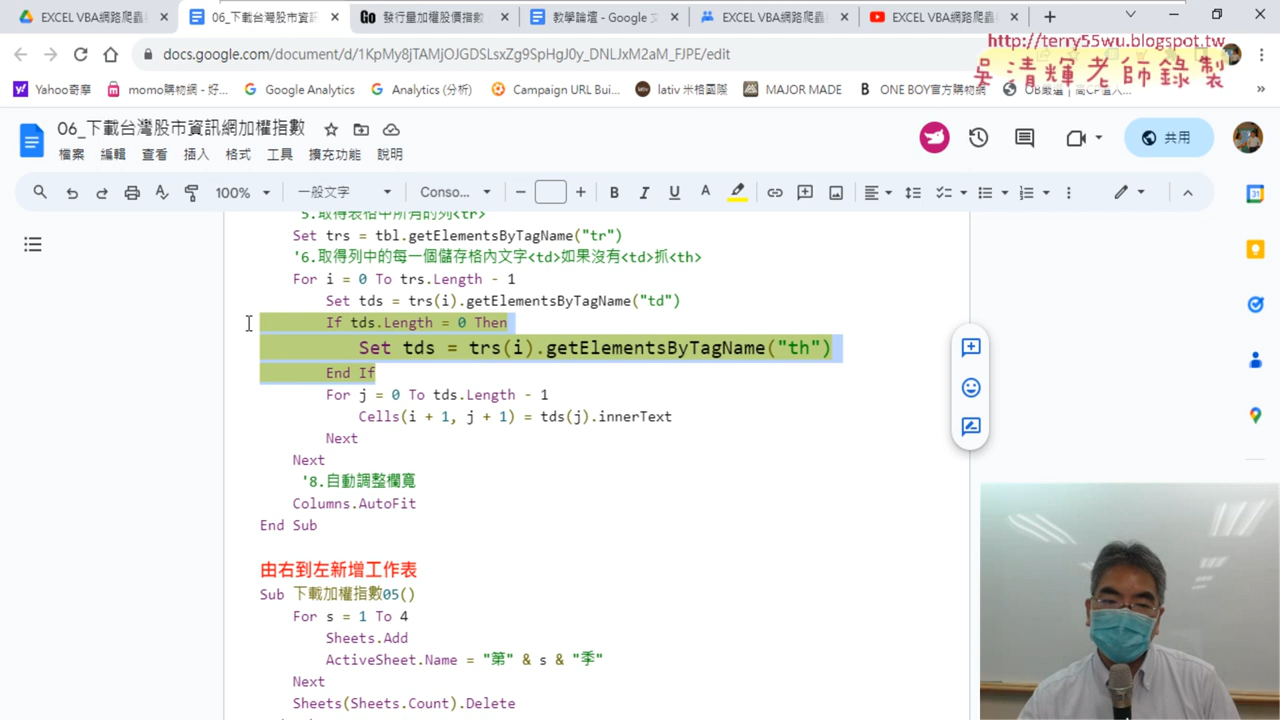 EXCEL VBA網路爬蟲
06_下載台灣股市資訊
發行量加權股價指數
教學論壇 - Google 文
EXCEL VBA網路爬蟲
EXCEL VBA網路爬蟲
docs.google.com/document/d/1KpMy8jTAMjOJGDSLsxZg9SpHgJ0y_DNLJxM2aM_FJPE/edit
http://terry55wu.blogspot.tw
吳清輝老師錄製
Yahoo奇摩
momo購物網 - 好...
Google Analytics
Analytics (分析)
Campaign URL Bui...
lativ 米格國際
MAJOR MADE
ONE BOY官方購物網
06_下載台灣股市資訊網加權指數
檔案 編輯 查看 插入 格式 工具 擴充功能 說明
共用
100%
一般文字
Conso...
'5.取得表格中所有的列<tr>
Set trs = tbl.getElementsByTagName("tr")
'6.取得列中的每一個儲存格內文字<td>如果沒有<td>抓<th>
For i = 0 To trs.Length - 1
Set tds = trs(i).getElementsByTagName("td")
If tds.Length = 0 Then
Set tds = trs(i).getElementsByTagName("th")
End If
For j = 0 To tds.Length - 1
Cells(i + 1, j + 1) = tds(j).innerText
Next
Next
'8.自動調整欄寬
Columns.AutoFit
End Sub
由右到左新增工作表
Sub 下載加權指數05()
For s = 1 To 4
Sheets.Add
ActiveSheet.Name = "第" & s & "季"
Next
Sheets(Sheets.Count).Delete